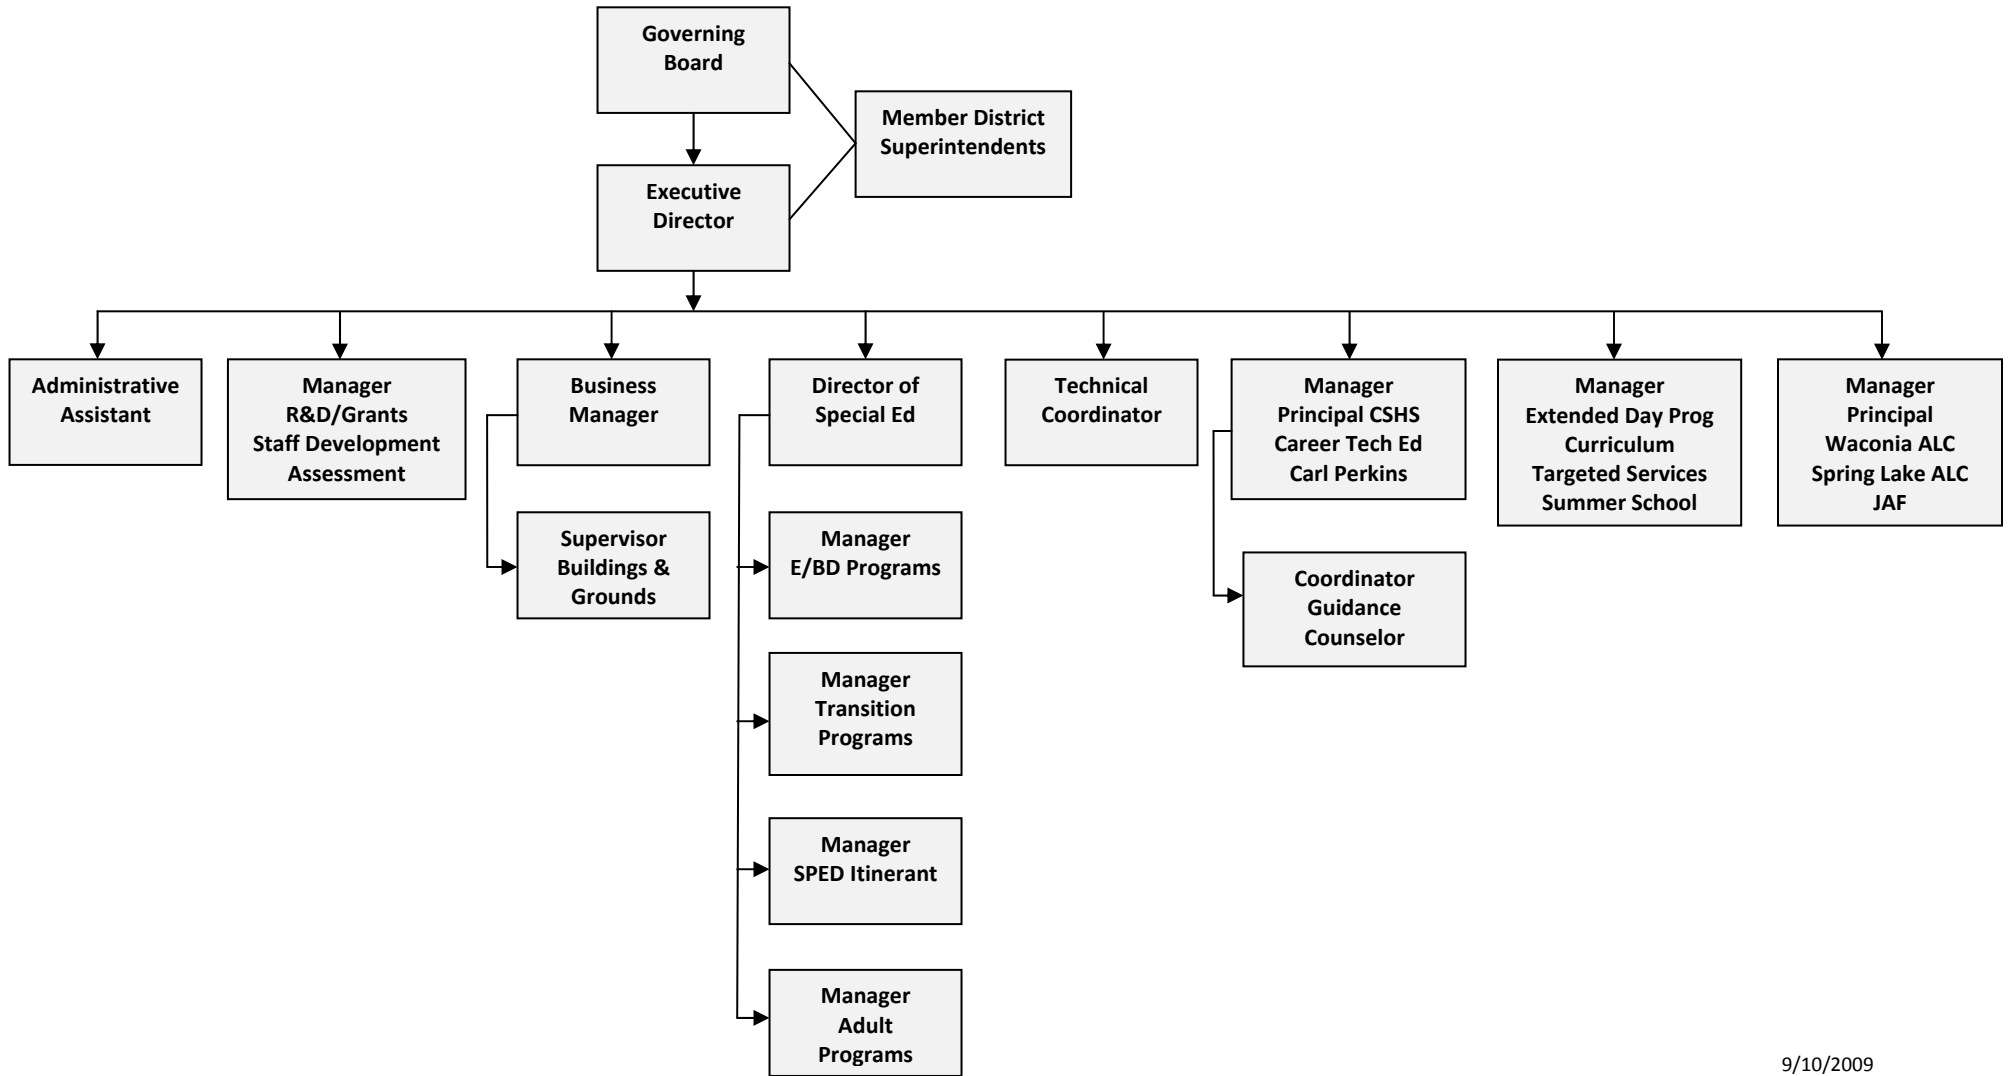 Governing
Board
Member District
Superintendents
Executive
Director
Administrative
Assistant
Manager
R&D/Grants
Staff Development
Assessment
Business
Manager
Director of
Special Ed
Technical
Coordinator
Manager
Principal CSHS
Career Tech Ed
Carl Perkins
Manager
Extended Day Prog
Curriculum
Targeted Services
Summer School
Manager
Principal
Waconia ALC
Spring Lake ALC
JAF
Supervisor
Buildings &
Grounds
Manager
E/BD Programs
Coordinator
Guidance
Counselor
Manager
Transition
Programs
Manager
SPED Itinerant
Manager
Adult
Programs
9/10/2009